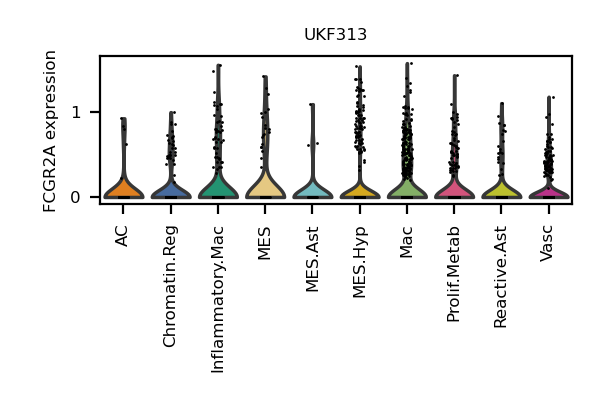 UKF313
FCGR2A expression
1
0
AC
Chromatin.Reg
Inflammatory.Mac
MES
MES.Ast
MES.Hyp
Mac
Prolif.Metab
Reactive.Ast
Vasc